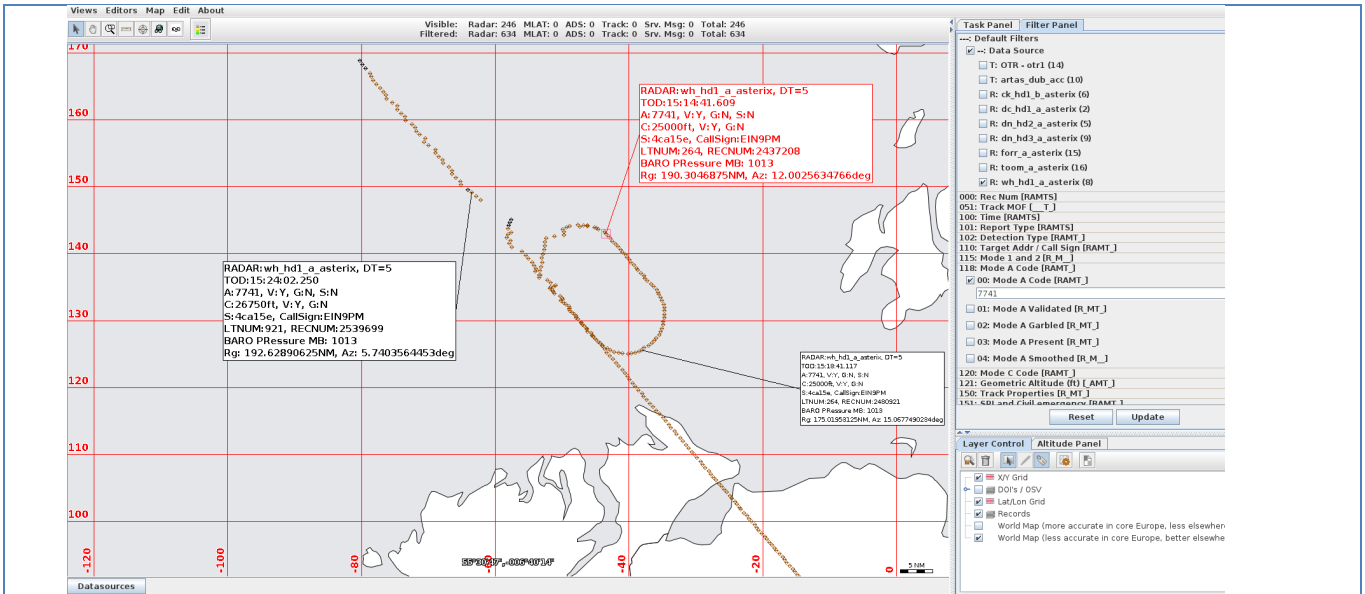 Views Editors Map Edit About
Visible: Radar: 246 MLAT: 0 ADS: 0 Track: 0 Srv. Msg: 0 Total: 246
Filtered: Radar: 634 MLAT: 0 ADS: 0 Track: 0 Srv. Msg: 0 Total: 634
170
160
150
140
130
120
110
100
-120
-100
-80
-40
-20
0
RADAR:wh_hd1_a_asterix, DT=5
TOD:15:14:41.609
A:7741, V:Y, G:N, S:N
C:25000ft, V:Y, G:N
S:4ca15e, CallSign:EIN9PM
LTNUM:264, RECNUM:2437208
BARO PRessure MB: 1013
Rg: 190.3046875NM, Az: 12.0025634766deg
RADAR:wh_hd1_a_asterix, DT=5
TOD:15:24:02.250
A:7741, V:Y, G:N, S:N
C:26750ft, V:Y, G:N
S:4ca15e, CallSign:EIN9PM
LTNUM:921, RECNUM:2539699
BARO PRessure MB: 1013
Rg: 192.62890625NM, Az: 5.7403564453deg
RADAR:wh_hd1_a_asterix, DT=5
TOD:15:18:41.117
A:7741, V:Y, G:N, S:N
C:25000ft, V:Y, G:N
S:4ca15e, CallSign:EIN9PM
LTNUM:264, RECNUM:2480921
BARO PRessure MB: 1013
Rg: 175.01953125NM, Az: 15.0677490234deg
5 NM
Datasources
Task Panel Filter Panel
---: Default Filters
--: Data Source
T: OTR - otr1 (14)
T: artas_dub_acc (10)
R: ck_hd1_b_asterix (6)
R: dc_hd1_a_asterix (2)
R: dn_hd2_a_asterix (5)
R: dn_hd3_a_asterix (9)
R: forr_a_asterix (15)
R: toom_a_asterix (16)
R: wh_hd1_a_asterix (8)
000: Rec Num [RAMTS]
051: Track MOF [__T_]
100: Time [RAMTS]
101: Report Type [RAMTS]
102: Detection Type [RAMT_]
110: Target Addr / Call Sign [RAMT_]
115: Mode 1 and 2 [R_M__]
118: Mode A Code [RAMT_]
00: Mode A Code [RAMT_]
7741
01: Mode A Validated [R_MT_]
02: Mode A Garbled [R_MT_]
03: Mode A Present [R_MT_]
04: Mode A Smoothed [R_M__]
120: Mode C Code [RAMT_]
121: Geometric Altitude (ft) [_AMT_]
150: Track Properties [R_MT_]
151: SPI and Civil emergency [RAMT_]
Reset Update
Layer Control Altitude Panel
X/Y Grid
DOI's / OSV
Lat/Lon Grid
Records
World Map (more accurate in core Europe, less elsewher
World Map (less accurate in core Europe, better elsewhe